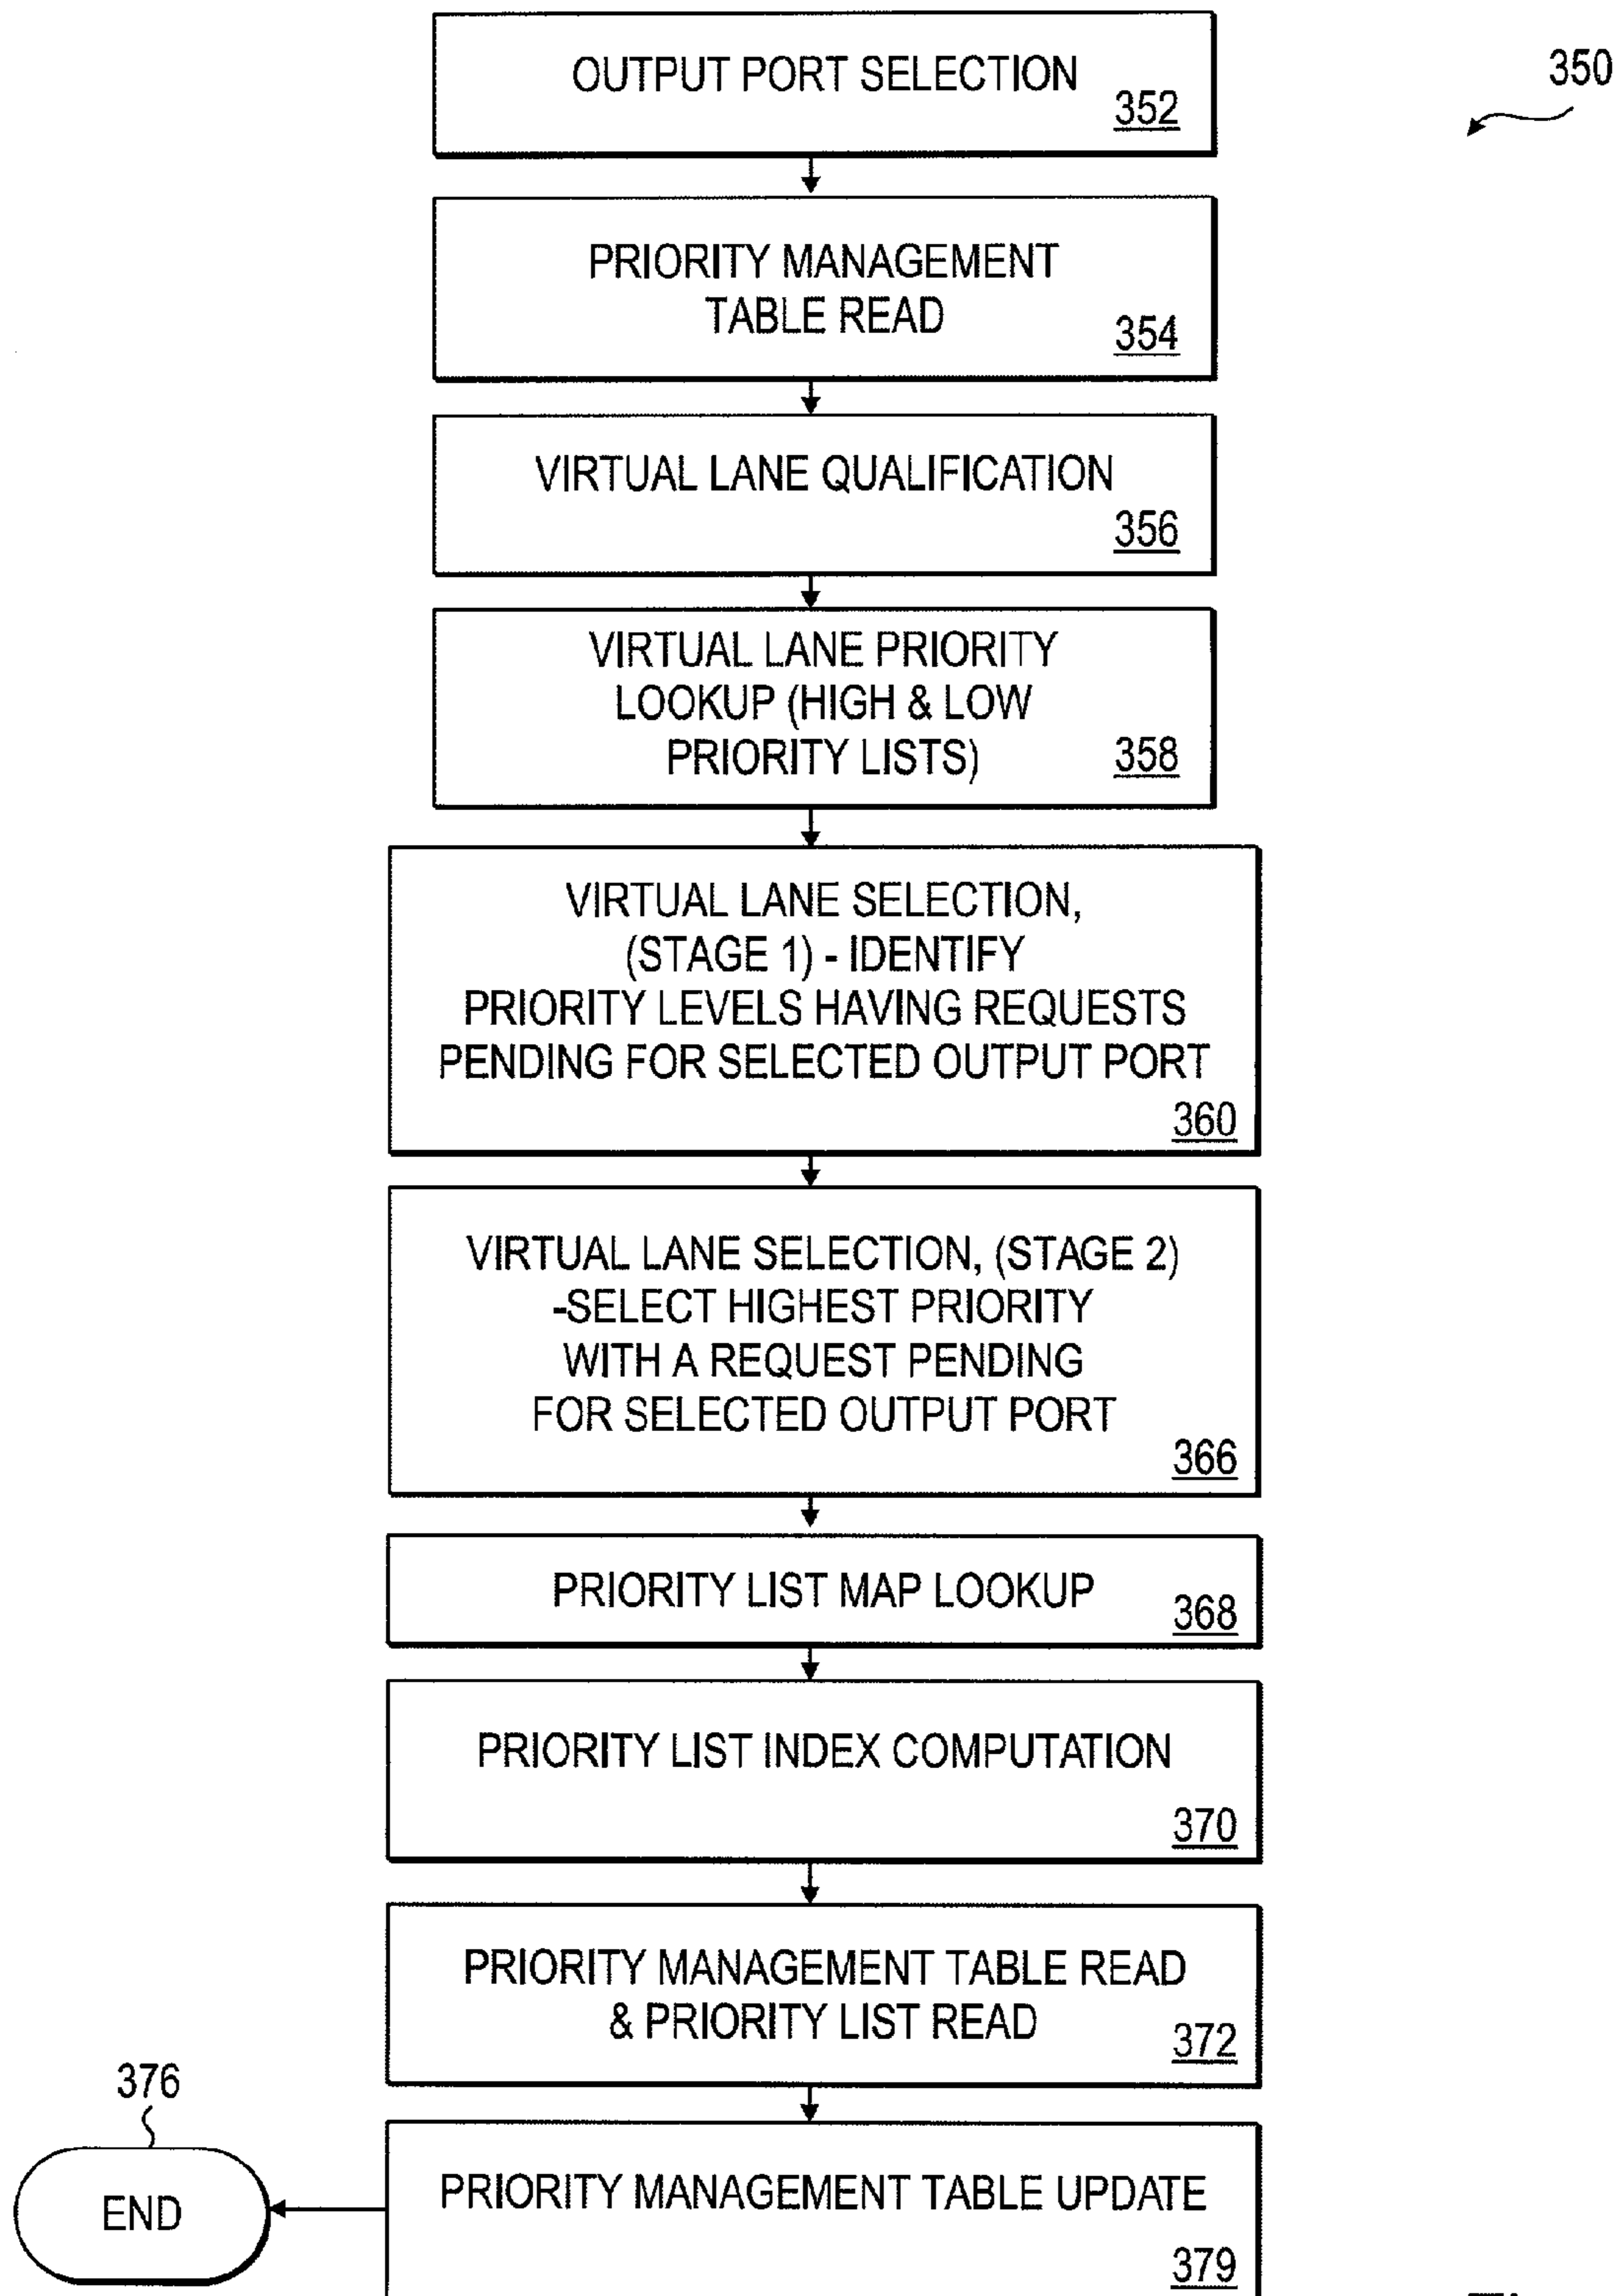 OUTPUT PORT SELECTION
352
350
PRIORITY MANAGEMENT
TABLE READ
354
VIRTUAL LANE QUALIFICATION
356
VIRTUAL LANE PRIORITY
LOOKUP (HIGH & LOW
PRIORITY LISTS)
358
VIRTUAL LANE SELECTION,
(STAGE 1) - IDENTIFY
PRIORITY LEVELS HAVING REQUESTS
PENDING FOR SELECTED OUTPUT PORT
360
VIRTUAL LANE SELECTION, (STAGE 2)
-SELECT HIGHEST PRIORITY
WITH A REQUEST PENDING
FOR SELECTED OUTPUT PORT
366
PRIORITY LIST MAP LOOKUP
368
PRIORITY LIST INDEX COMPUTATION
370
PRIORITY MANAGEMENT TABLE READ
& PRIORITY LIST READ
372
376
END
PRIORITY MANAGEMENT TABLE UPDATE
379